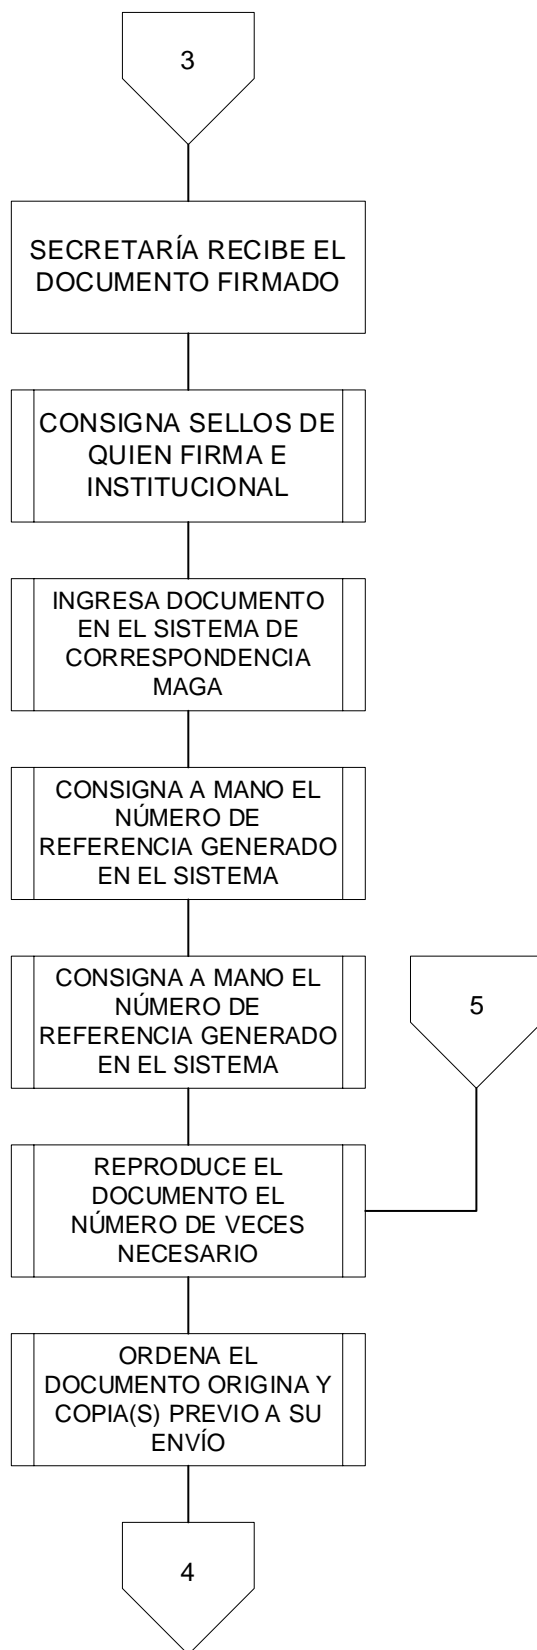 3
SECRETARÍA RECIBE EL
DOCUMENTO FIRMADO
CONSIGNA SELLOS DE
QUIEN FIRMA E
INSTITUCIONAL
INGRESA DOCUMENTO
EN EL SISTEMA DE
CORRESPONDENCIA
MAGA
CONSIGNA A MANO EL
NÚMERO DE
REFERENCIA GENERADO
EN EL SISTEMA
CONSIGNA A MANO EL
NÚMERO DE
REFERENCIA GENERADO
EN EL SISTEMA
5
REPRODUCE EL
DOCUMENTO EL
NÚMERO DE VECES
NECESARIO
ORDENA EL
DOCUMENTO ORIGINA Y
COPIA(S) PREVIO A SU
ENVÍO
4